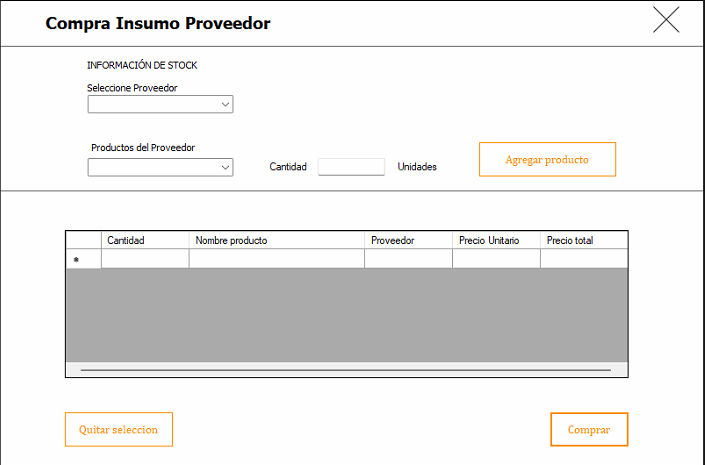 Compra Insumo Proveedor
INFORMACIÓN DE STOCK
Seleccione Proveedor
Productos del Proveedor
Cantidad Unidades Agregar producto
Cantidad Nombre producto Proveedor Precio Unitario Precio total
*
Quitar seleccion Comprar